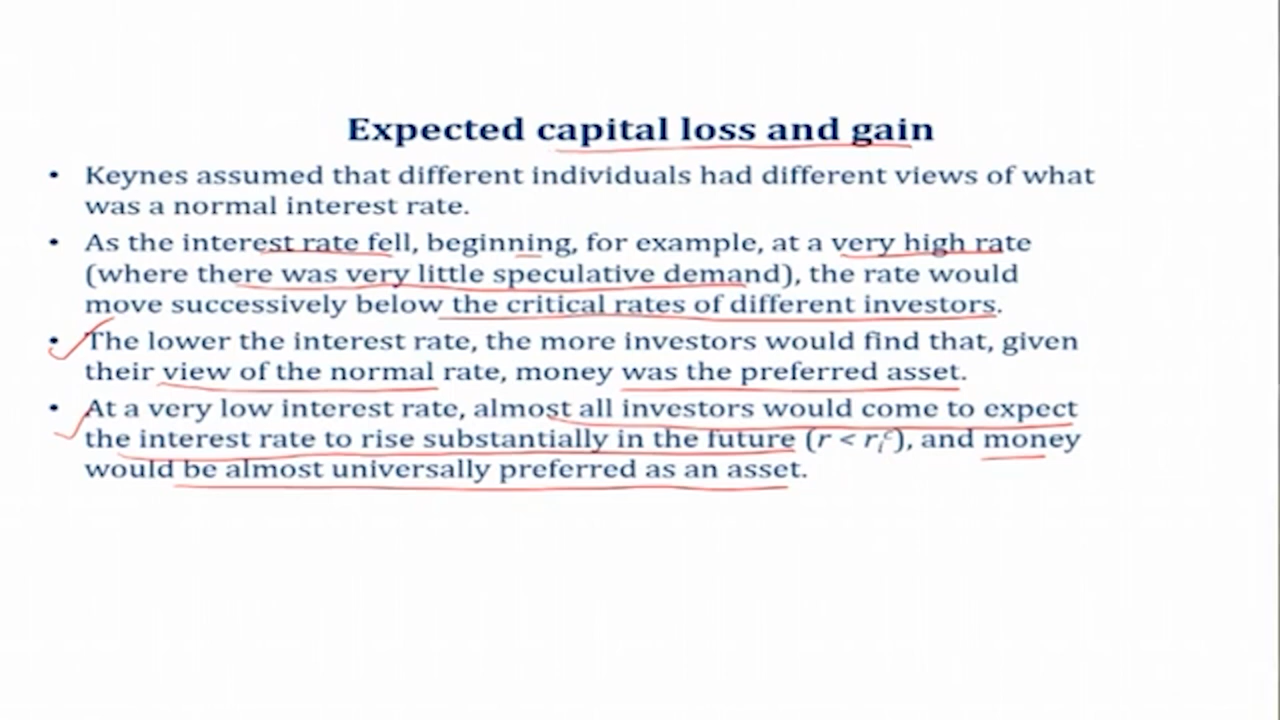 Expected capital loss and gain
• Keynes assumed that different individuals had different views of what
was a normal interest rate.
• As the interest rate fell, beginning, for example, at a very high rate
(where there was very little speculative demand), the rate would
move successively below the critical rates of different investors.
• The lower the interest rate, the more investors would find that, given
their view of the normal rate, money was the preferred asset.
• At a very low interest rate, almost all investors would come to expect
the interest rate to rise substantially in the future (r < rᵢᶜ), and money
would be almost universally preferred as an asset.